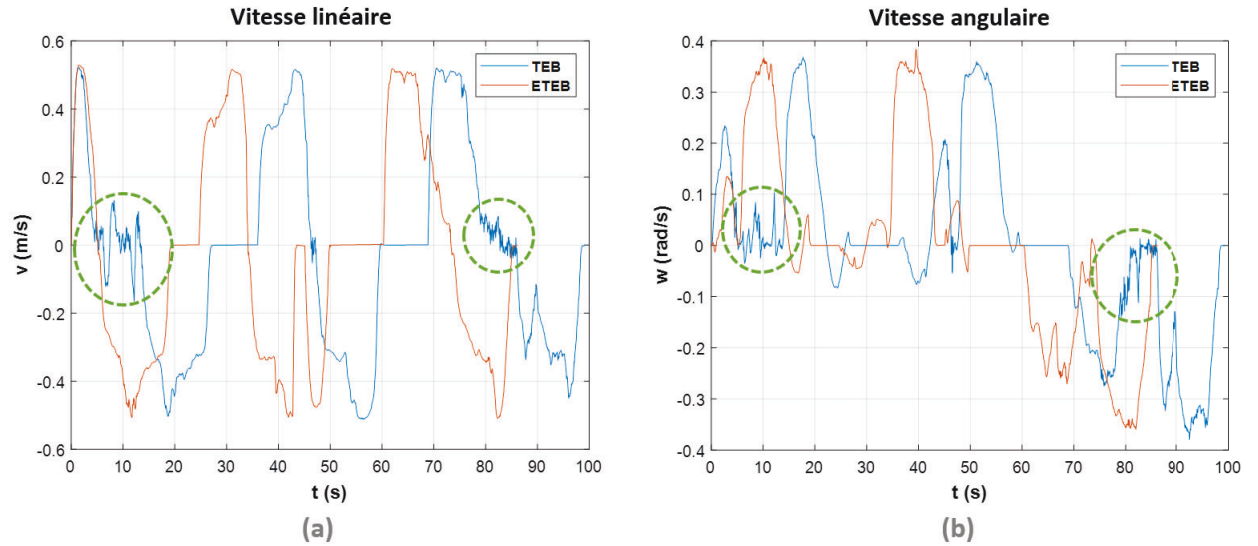 Vitesse linéaire
0.6
0.4
0.2
0
-0.2
-0.4
-0.6
v (m/s)
TEB
ETEB
0 10 20 30 40 50 60 70 80 90 100
t (s)
(a)
Vitesse angulaire
0.4
0.3
0.2
0.1
0
-0.1
-0.2
-0.3
-0.4
w (rad/s)
TEB
ETEB
0 10 20 30 40 50 60 70 80 90 100
t (s)
(b)